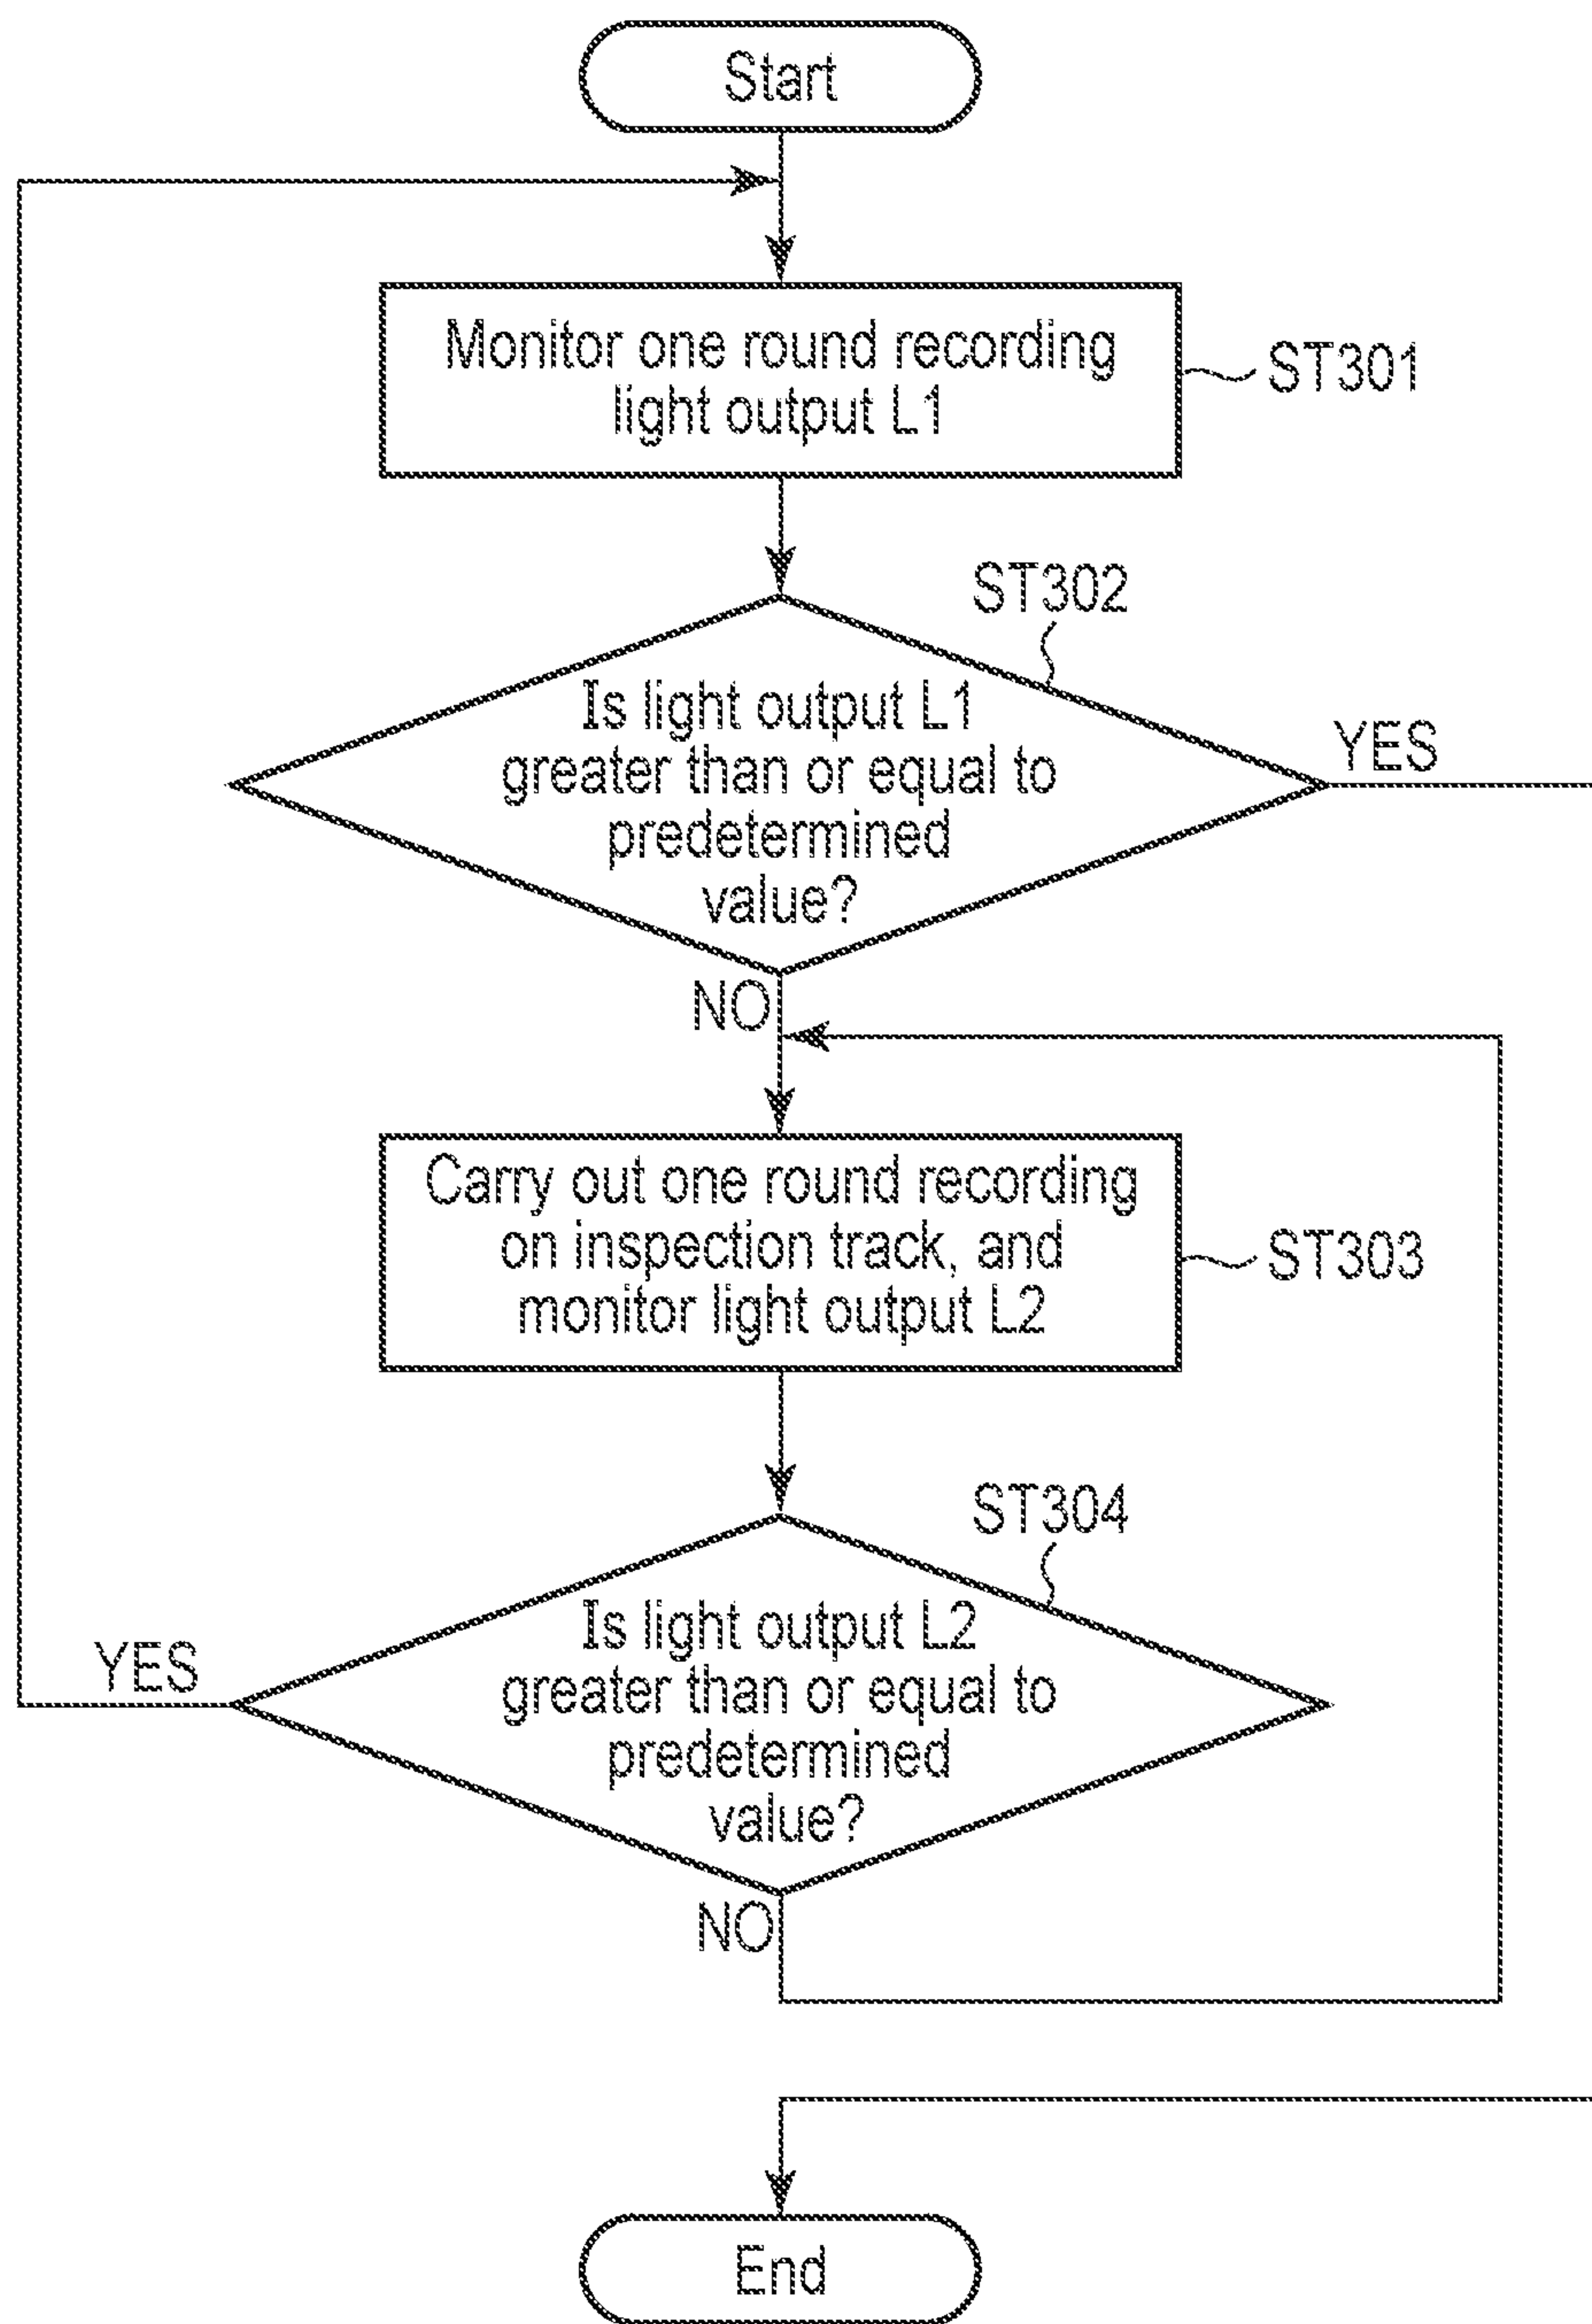 Start
Monitor one round recording
light output L1
ST301
ST302
Is light output L1
greater than or equal to
predetermined
value?
YES
NO
Carry out one round recording
on inspection track, and
monitor light output L2
ST303
ST304
Is light output L2
greater than or equal to
predetermined
value?
YES
NO
End